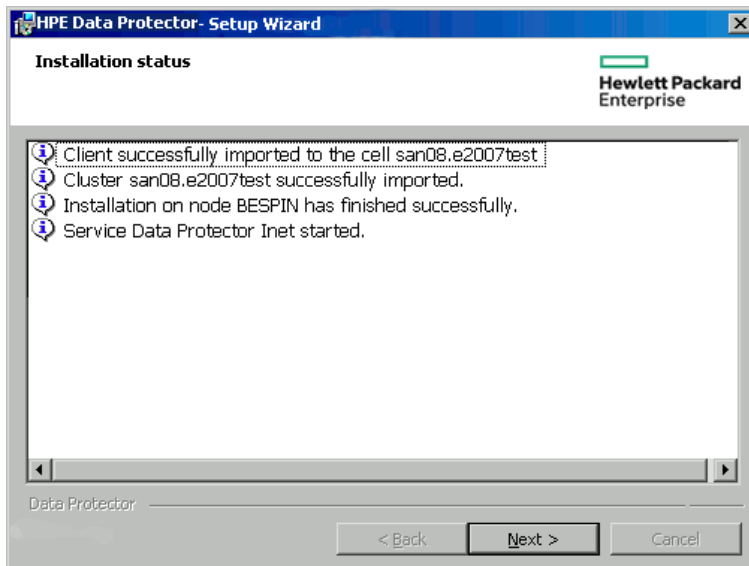 HPE Data Protector- Setup Wizard
Installation status
Hewlett Packard
Enterprise
Client successfully imported to the cell san08.e2007test
Cluster san08.e2007test successfully imported.
Installation on node BESPIN has finished successfully.
Service Data Protector Inet started.
Data Protector
< Back
Next >
Cancel